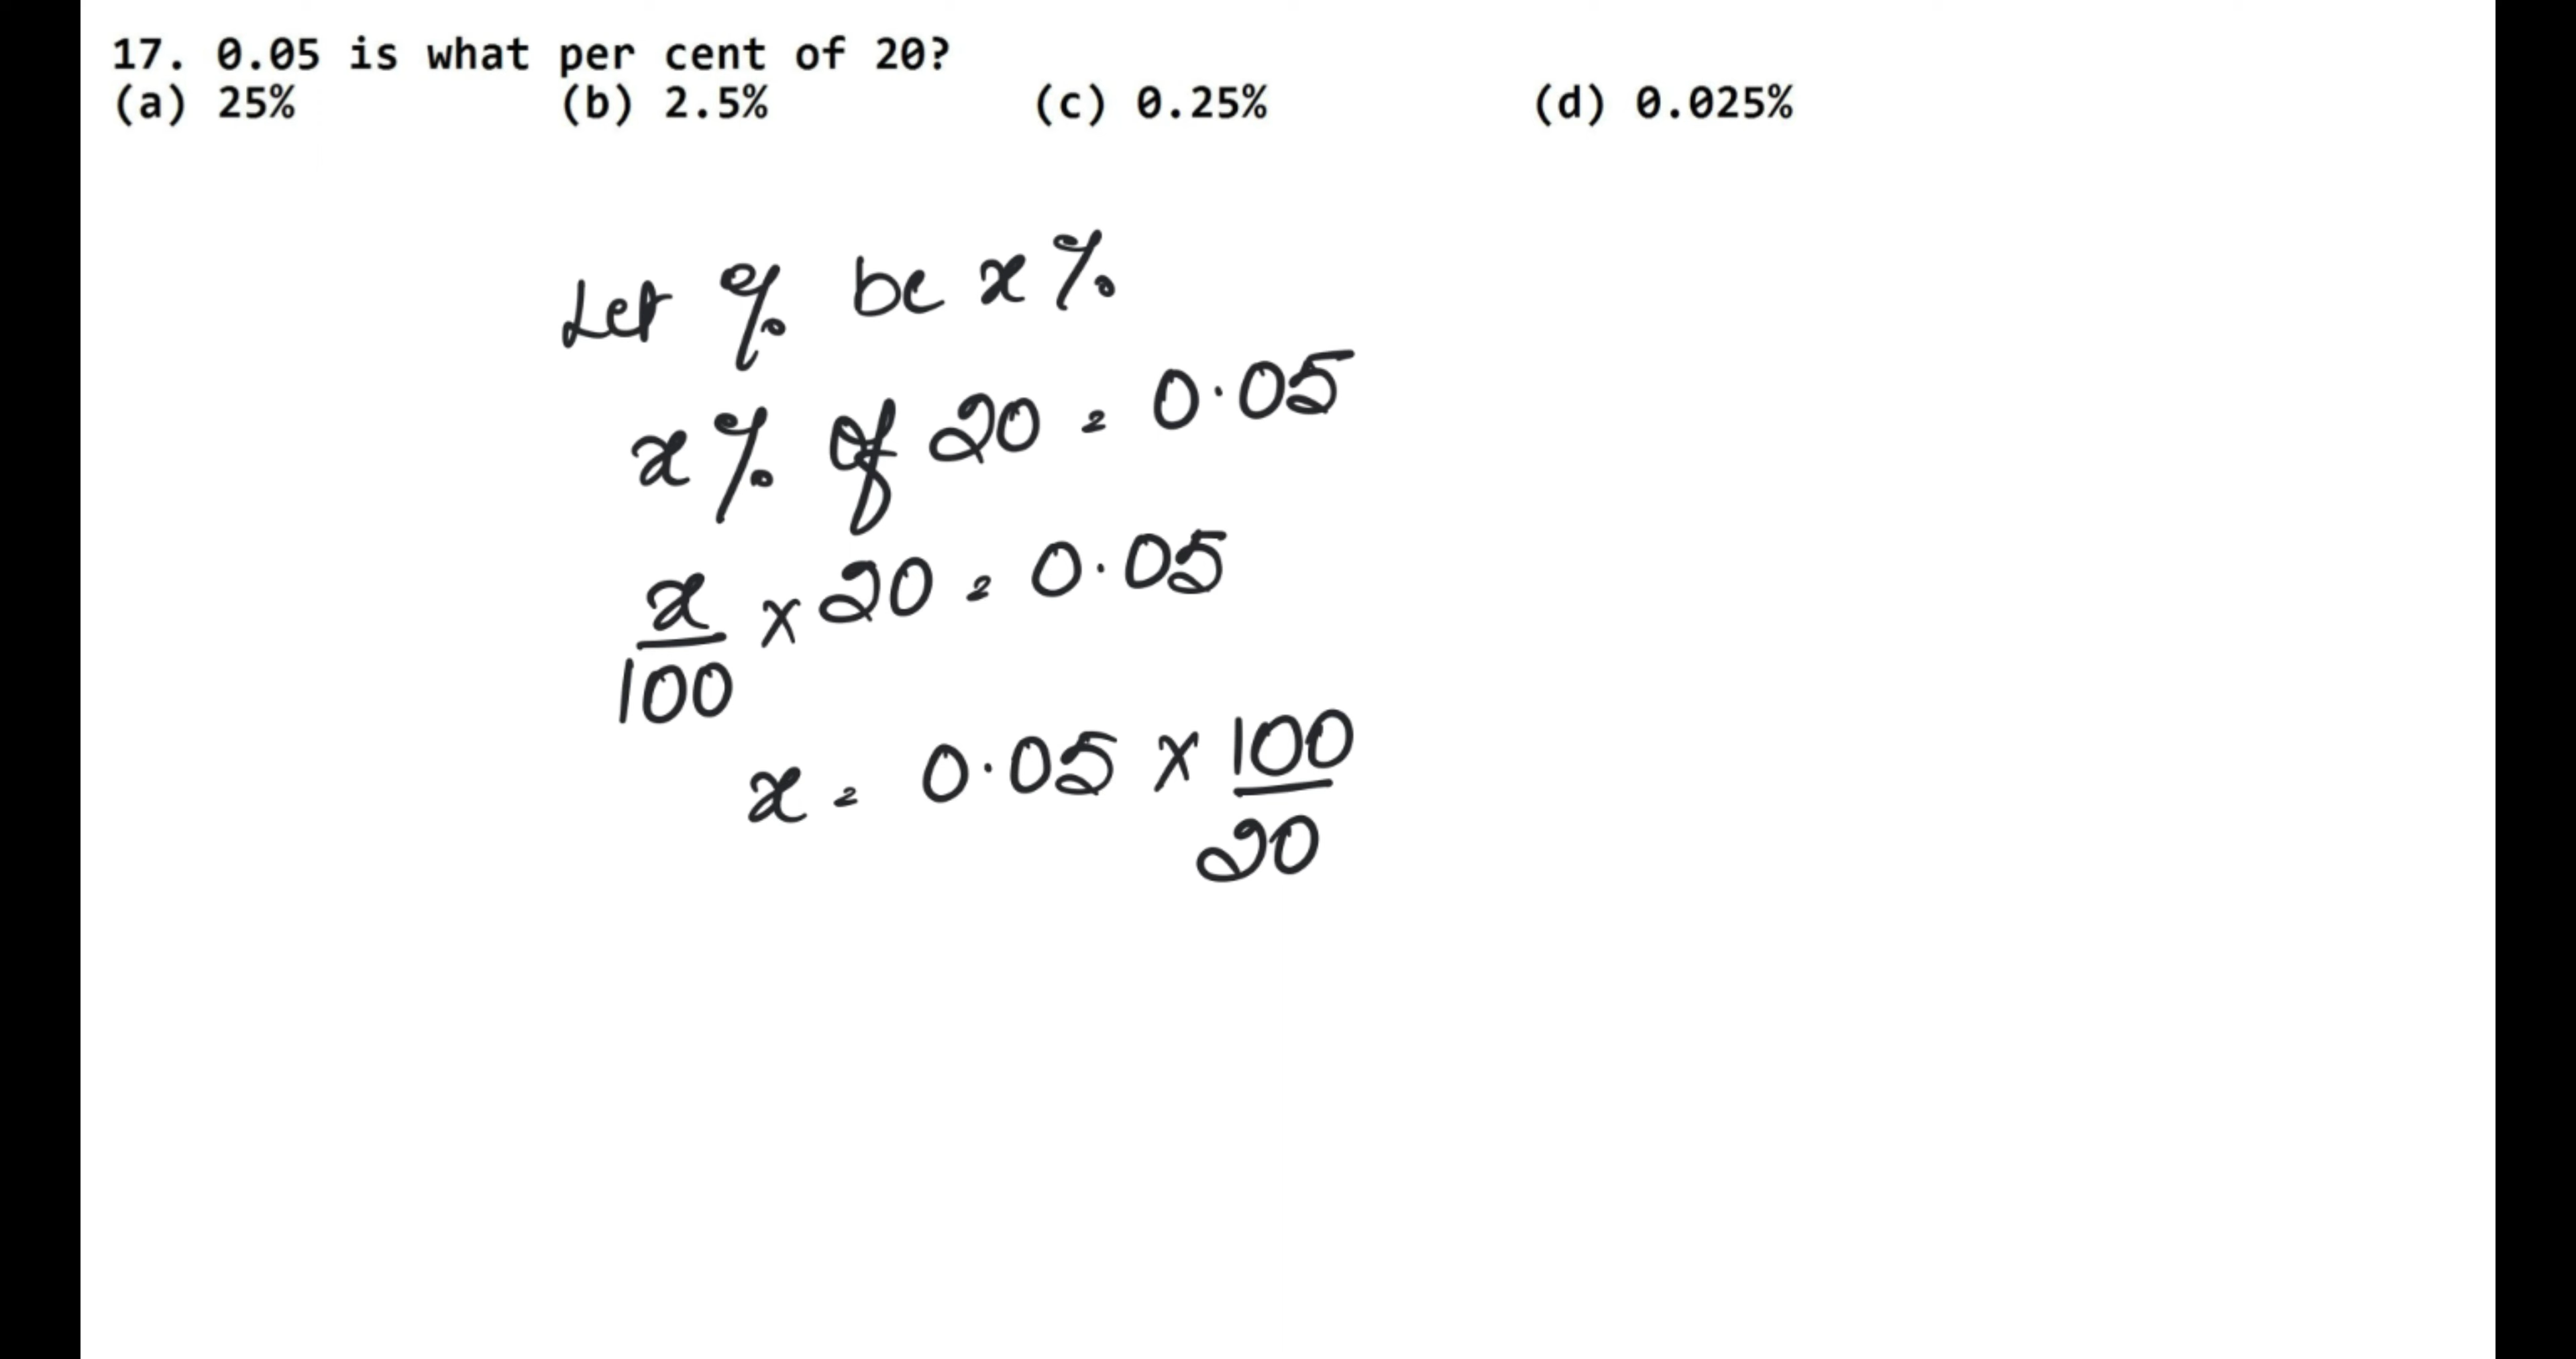 17. 0.05 is what per cent of 20?
(a) 25% (b) 2.5% (c) 0.25% (d) 0.025%
Let % be x%
x% of 20 = 0.05
x/100 × 20 = 0.05
x = 0.05 × 100/20